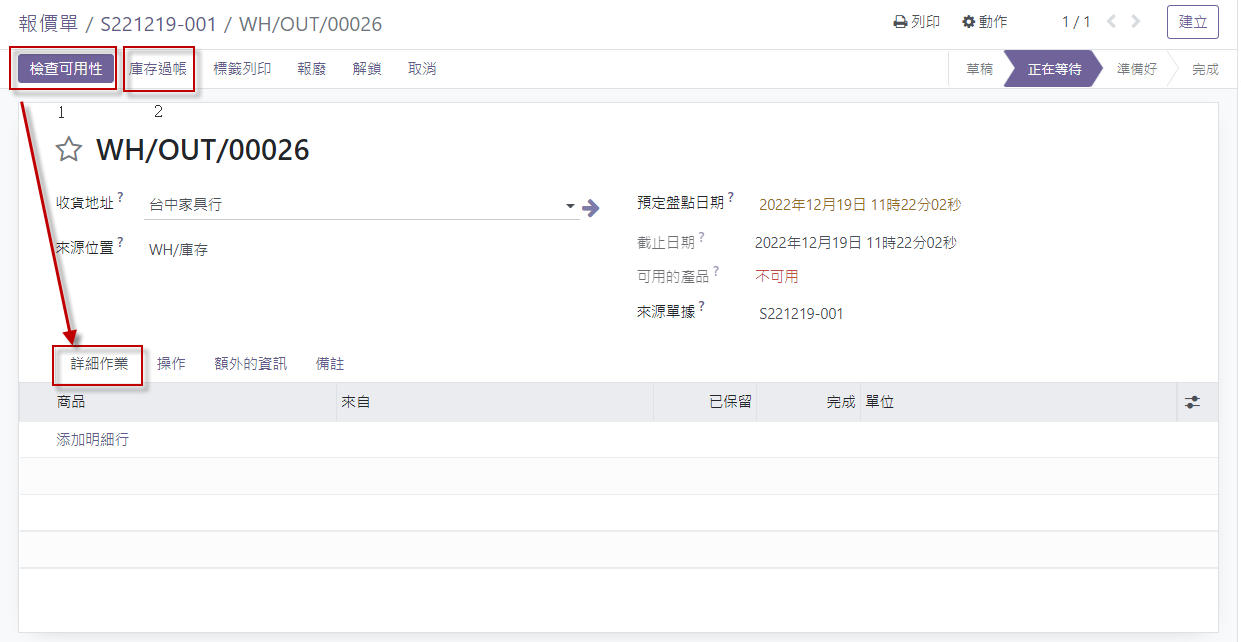 報價單 / S221219-001 / WH/OUT/00026 列印 動作 1 / 1 建立
檢查可用性 庫存過帳 標籤列印 報廢 解鎖 取消 草稿 正在等待 準備好 完成
1 2
WH/OUT/00026
收貨地址? 台中家具行 預定盤點日期? 2022年12月19日 11時22分02秒
來源位置? WH/庫存 截止日期? 2022年12月19日 11時22分02秒
可用的產品? 不可用
來源單據? S221219-001
詳細作業 操作 額外的資訊 備註
商品 來自 已保留 完成 單位
添加明細行